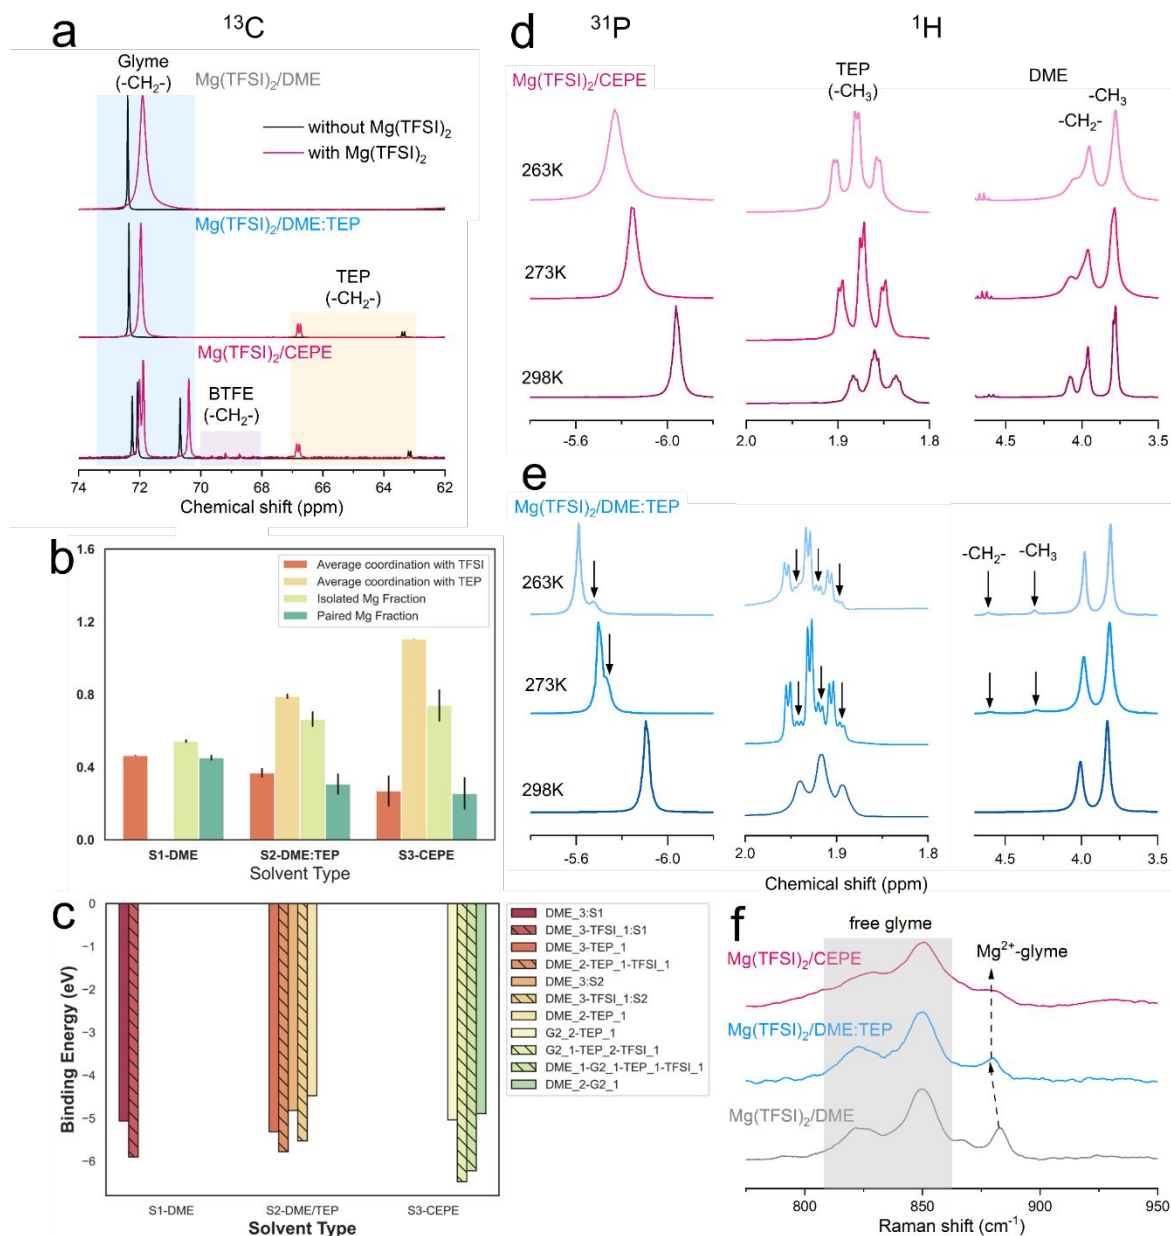 a
¹³C
Glyme
(-CH₂-)
Mg(TFSI)₂/DME
without Mg(TFSI)₂
with Mg(TFSI)₂
Mg(TFSI)₂/DME:TEP
TEP
(-CH₂-)
Mg(TFSI)₂/CEPE
BTFE
(-CH₂-)
74 72 70 68 66 64 62
Chemical shift (ppm)
b
1.6
1.2
0.8
0.4
0.0
Average coordination with TFSI
Average coordination with TEP
Isolated Mg Fraction
Paired Mg Fraction
S1-DME S2-DME:TEP S3-CEPE
Solvent Type
c
0
−1
−2
−3
−4
−5
−6
Binding Energy (eV)
S1-DME S2-DME/TEP S3-CEPE
Solvent Type
DME_3:S1
DME_3-TFSI_1:S1
DME_3-TEP_1
DME_2-TEP_1-TFSI_1
DME_3:S2
DME_3-TFSI_1:S2
DME_2-TEP_1
G2_2-TEP_1
G2_1-TEP_2-TFSI_1
DME_1-G2_1-TEP_1-TFSI_1
DME_2-G2_1
d
³¹P
¹H
Mg(TFSI)₂/CEPE
TEP
(-CH₃)
DME
-CH₃
-CH₂-
263K
273K
298K
-5.6 -6.0
2.0 1.9 1.8
4.5 4.0 3.5
e
Mg(TFSI)₂/DME:TEP
-CH₂-
-CH₃
263K
273K
298K
-5.6 -6.0
2.0 1.9 1.8
4.5 4.0 3.5
Chemical shift (ppm)
f
free glyme
Mg²⁺-glyme
Mg(TFSI)₂/CEPE
Mg(TFSI)₂/DME:TEP
Mg(TFSI)₂/DME
800 850 900 950
Raman shift (cm⁻¹)